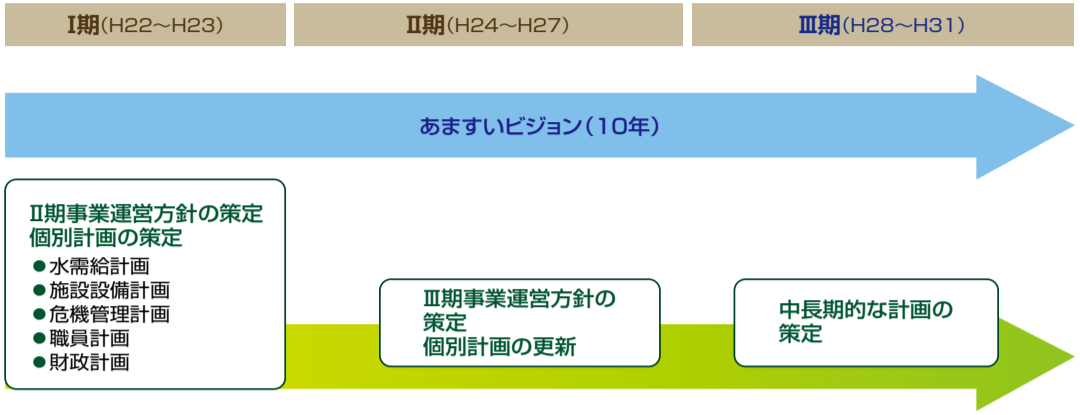 Ⅰ期(H22〜H23)
Ⅱ期(H24〜H27)
Ⅲ期(H28〜H31)
あますいビジョン(10年)
Ⅱ期事業運営方針の策定
個別計画の策定
●水需給計画
●施設設備計画
●危機管理計画
●職員計画
●財政計画
Ⅲ期事業運営方針の
策定
個別計画の更新
中長期的な計画の
策定